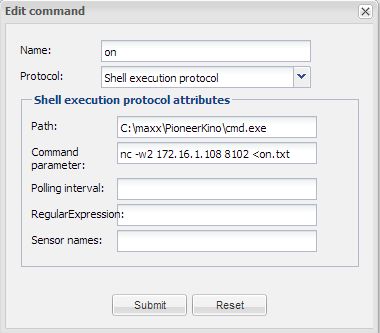 Edit command
Name: on
Protocol: Shell execution protocol
Shell execution protocol attributes
Path: C:\maxx\PioneerKino\cmd.exe
Command parameter: nc -w2 172.16.1.108 8102 <on.txt
Polling interval:
RegularExpression:
Sensor names:
Submit Reset